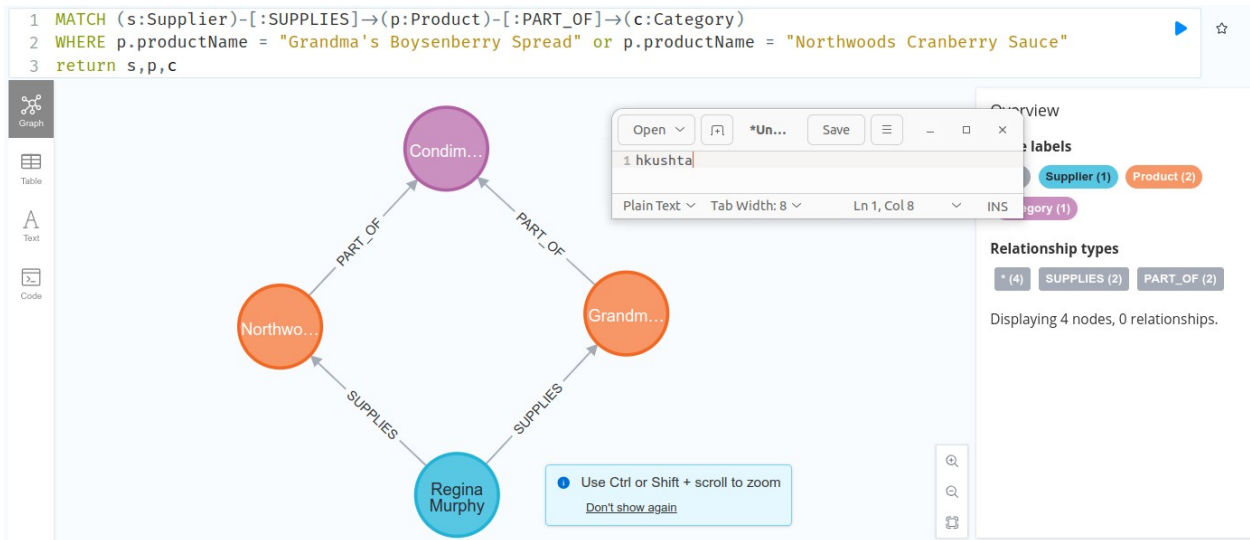 1 MATCH (s:Supplier)-[:SUPPLIES]→(p:Product)-[:PART_OF]→(c:Category)
2 WHERE p.productName = "Grandma's Boysenberry Spread" or p.productName = "Northwoods Cranberry Sauce"
3 return s,p,c
Graph
Table
Text
Code
Condim...
PART_OF
PART_OF
Northwo...
Grandm...
SUPPLIES
SUPPLIES
Regina
Murphy
Open *Un... Save
1 hkushta
Plain Text Tab Width: 8 Ln 1, Col 8 INS
Use Ctrl or Shift + scroll to zoom
Don't show again
Overview
labels
Supplier (1) Product (2)
(1)
Relationship types
* (4) SUPPLIES (2) PART_OF (2)
Displaying 4 nodes, 0 relationships.